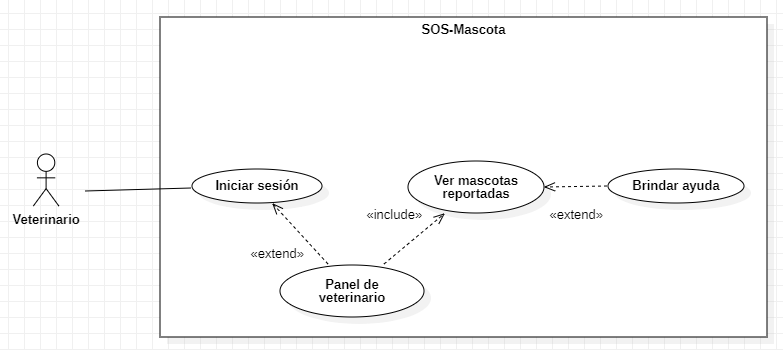 SOS-Mascota
Veterinario
Iniciar sesión
Ver mascotas
reportadas
Brindar ayuda
«include»
«extend»
«extend»
Panel de
veterinario